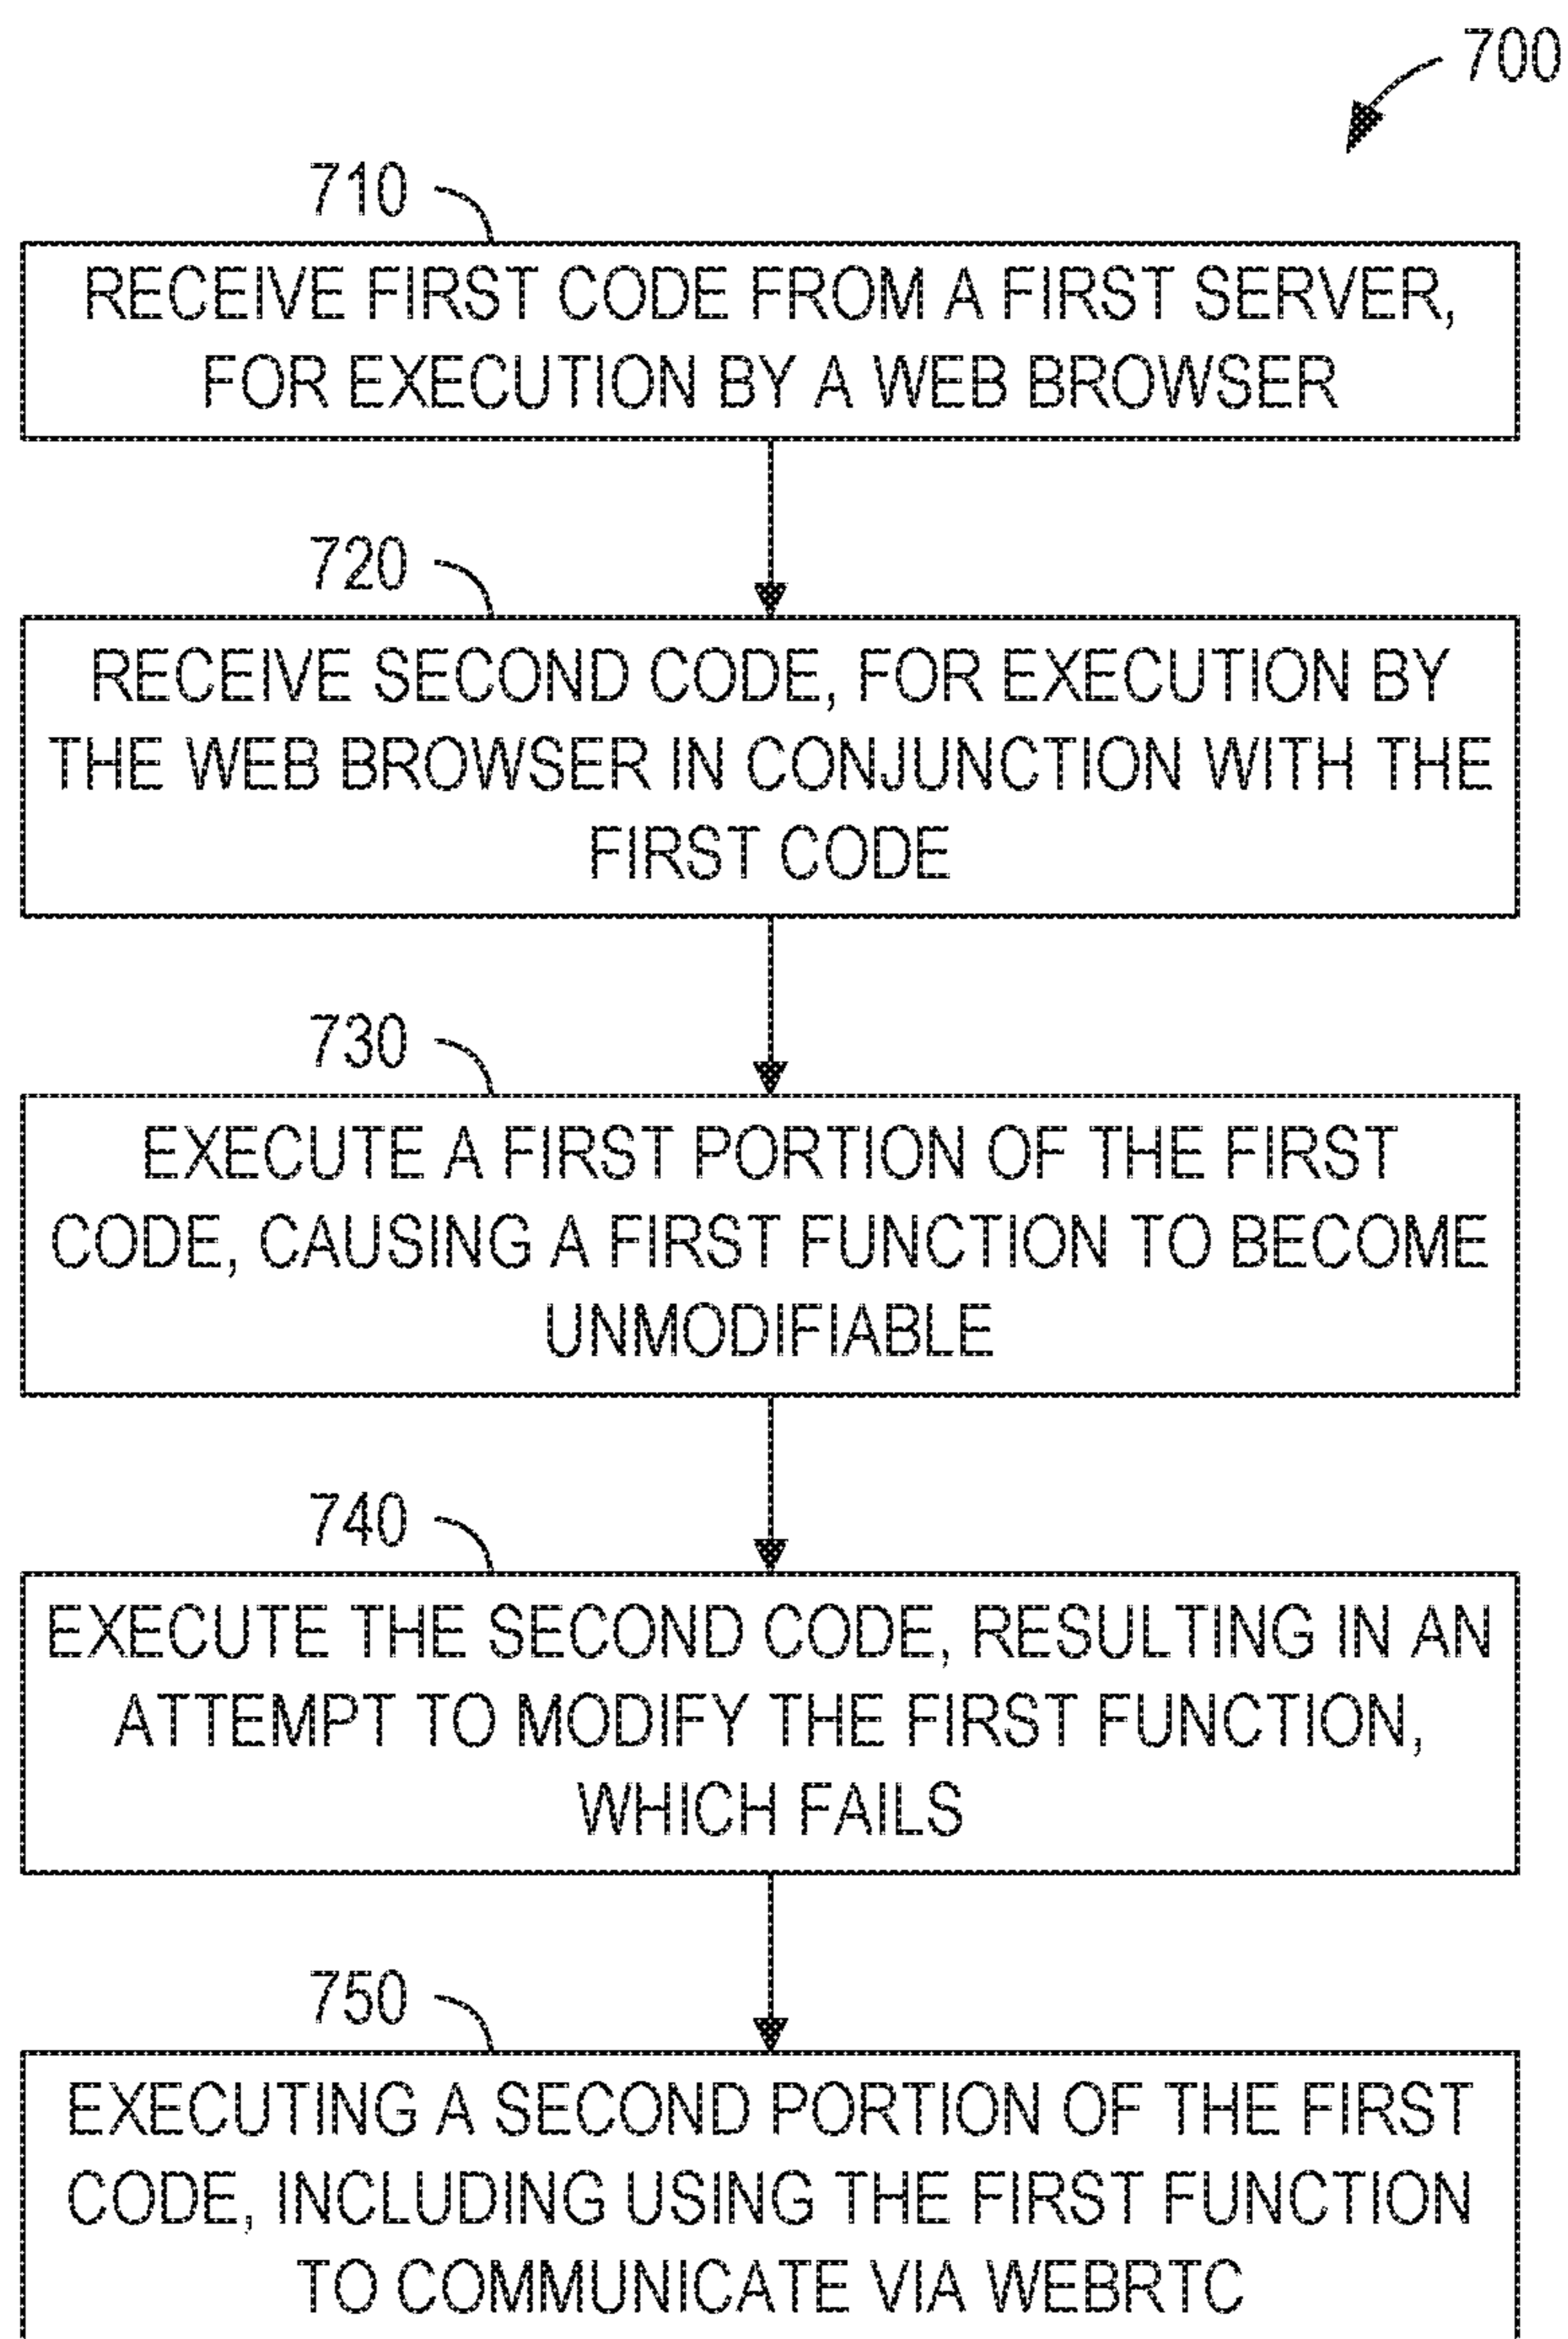 700
710
RECEIVE FIRST CODE FROM A FIRST SERVER,
FOR EXECUTION BY A WEB BROWSER
720
RECEIVE SECOND CODE, FOR EXECUTION BY
THE WEB BROWSER IN CONJUNCTION WITH THE
FIRST CODE
730
EXECUTE A FIRST PORTION OF THE FIRST
CODE, CAUSING A FIRST FUNCTION TO BECOME
UNMODIFIABLE
740
EXECUTE THE SECOND CODE, RESULTING IN AN
ATTEMPT TO MODIFY THE FIRST FUNCTION,
WHICH FAILS
750
EXECUTING A SECOND PORTION OF THE FIRST
CODE, INCLUDING USING THE FIRST FUNCTION
TO COMMUNICATE VIA WEBRTC